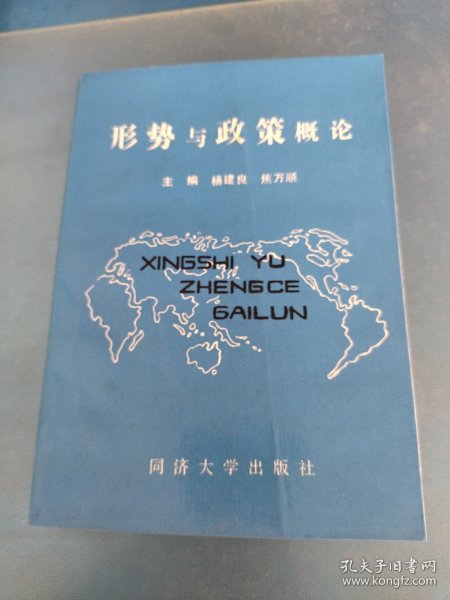 形势与政策概论
主 编 杨建良 焦万顺
XINGSHI YU
ZHENGCE
GAILUN
同济大学出版社
孔夫子旧书网
www.kongfz.com